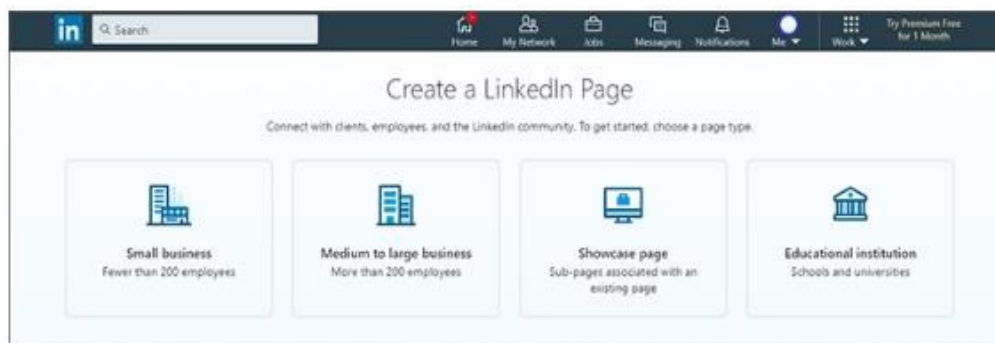 in
Search
Home
My Network
Jobs
Messaging
Notifications
Me
Work
Try Premium Free
for 1 Month
Create a LinkedIn Page
Connect with clients, employees, and the LinkedIn community. To get started, choose a page type.
Small business
Fewer than 200 employees
Medium to large business
More than 200 employees
Showcase page
Sub-pages associated with an
existing page
Educational institution
Schools and universities